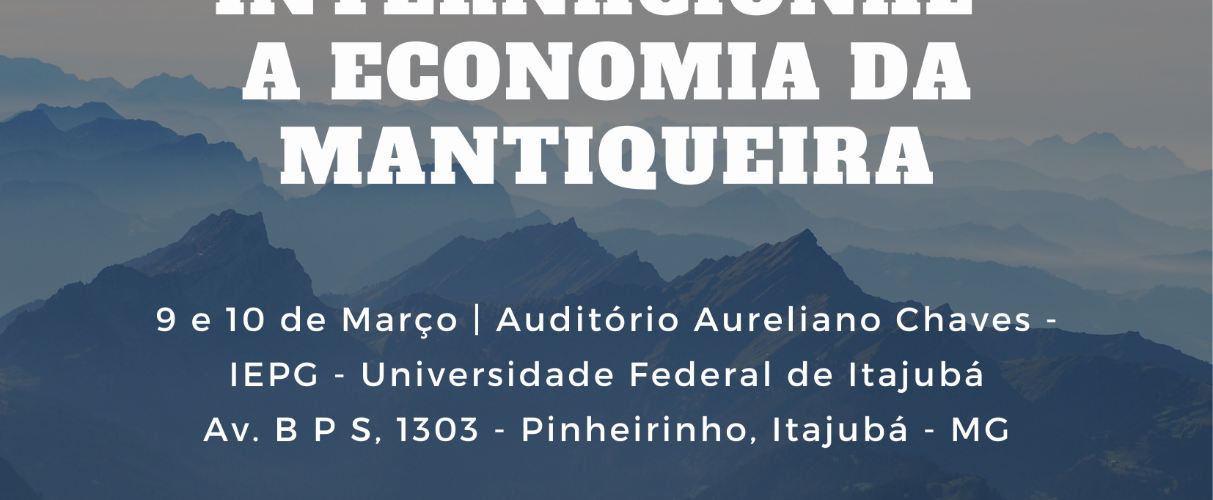 INTERNACIONAL
A ECONOMIA DA
MANTIQUEIRA
9 e 10 de Março | Auditório Aureliano Chaves -
IEPG - Universidade Federal de Itajubá
Av. B P S, 1303 - Pinheirinho, Itajubá - MG